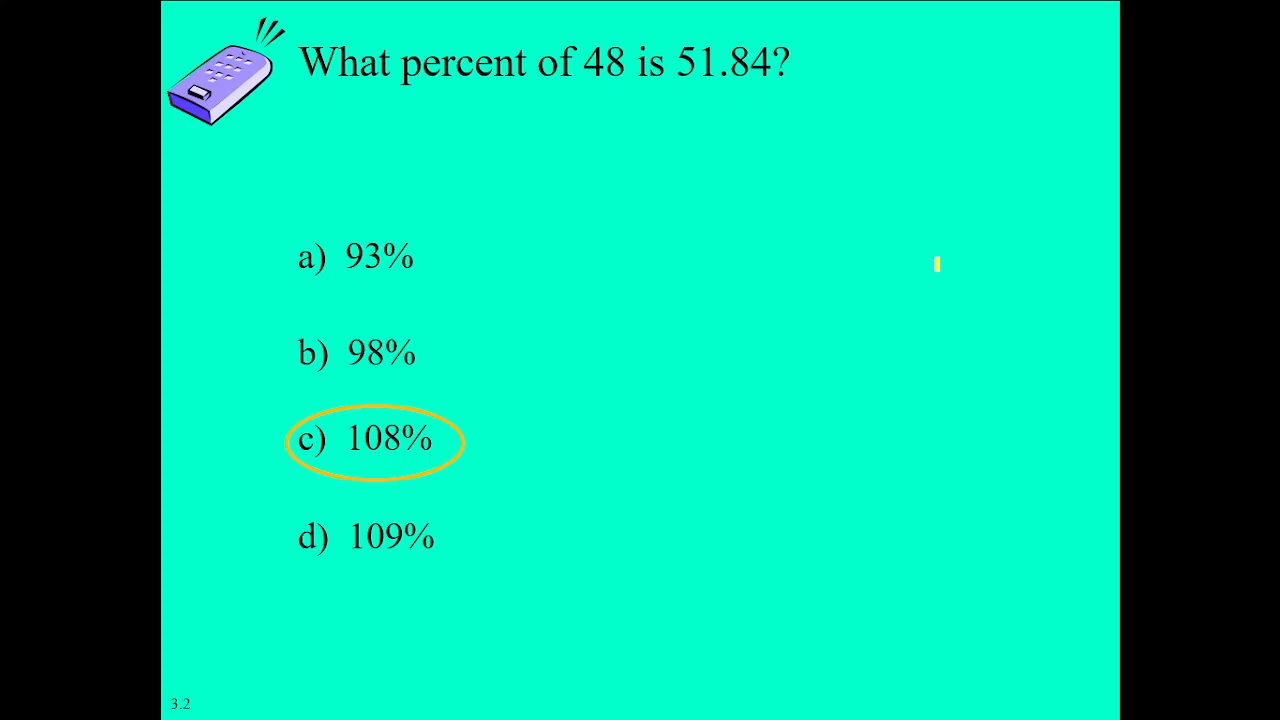 What percent of 48 is 51.84?
a) 93%
b) 98%
c) 108%
d) 109%
3.2